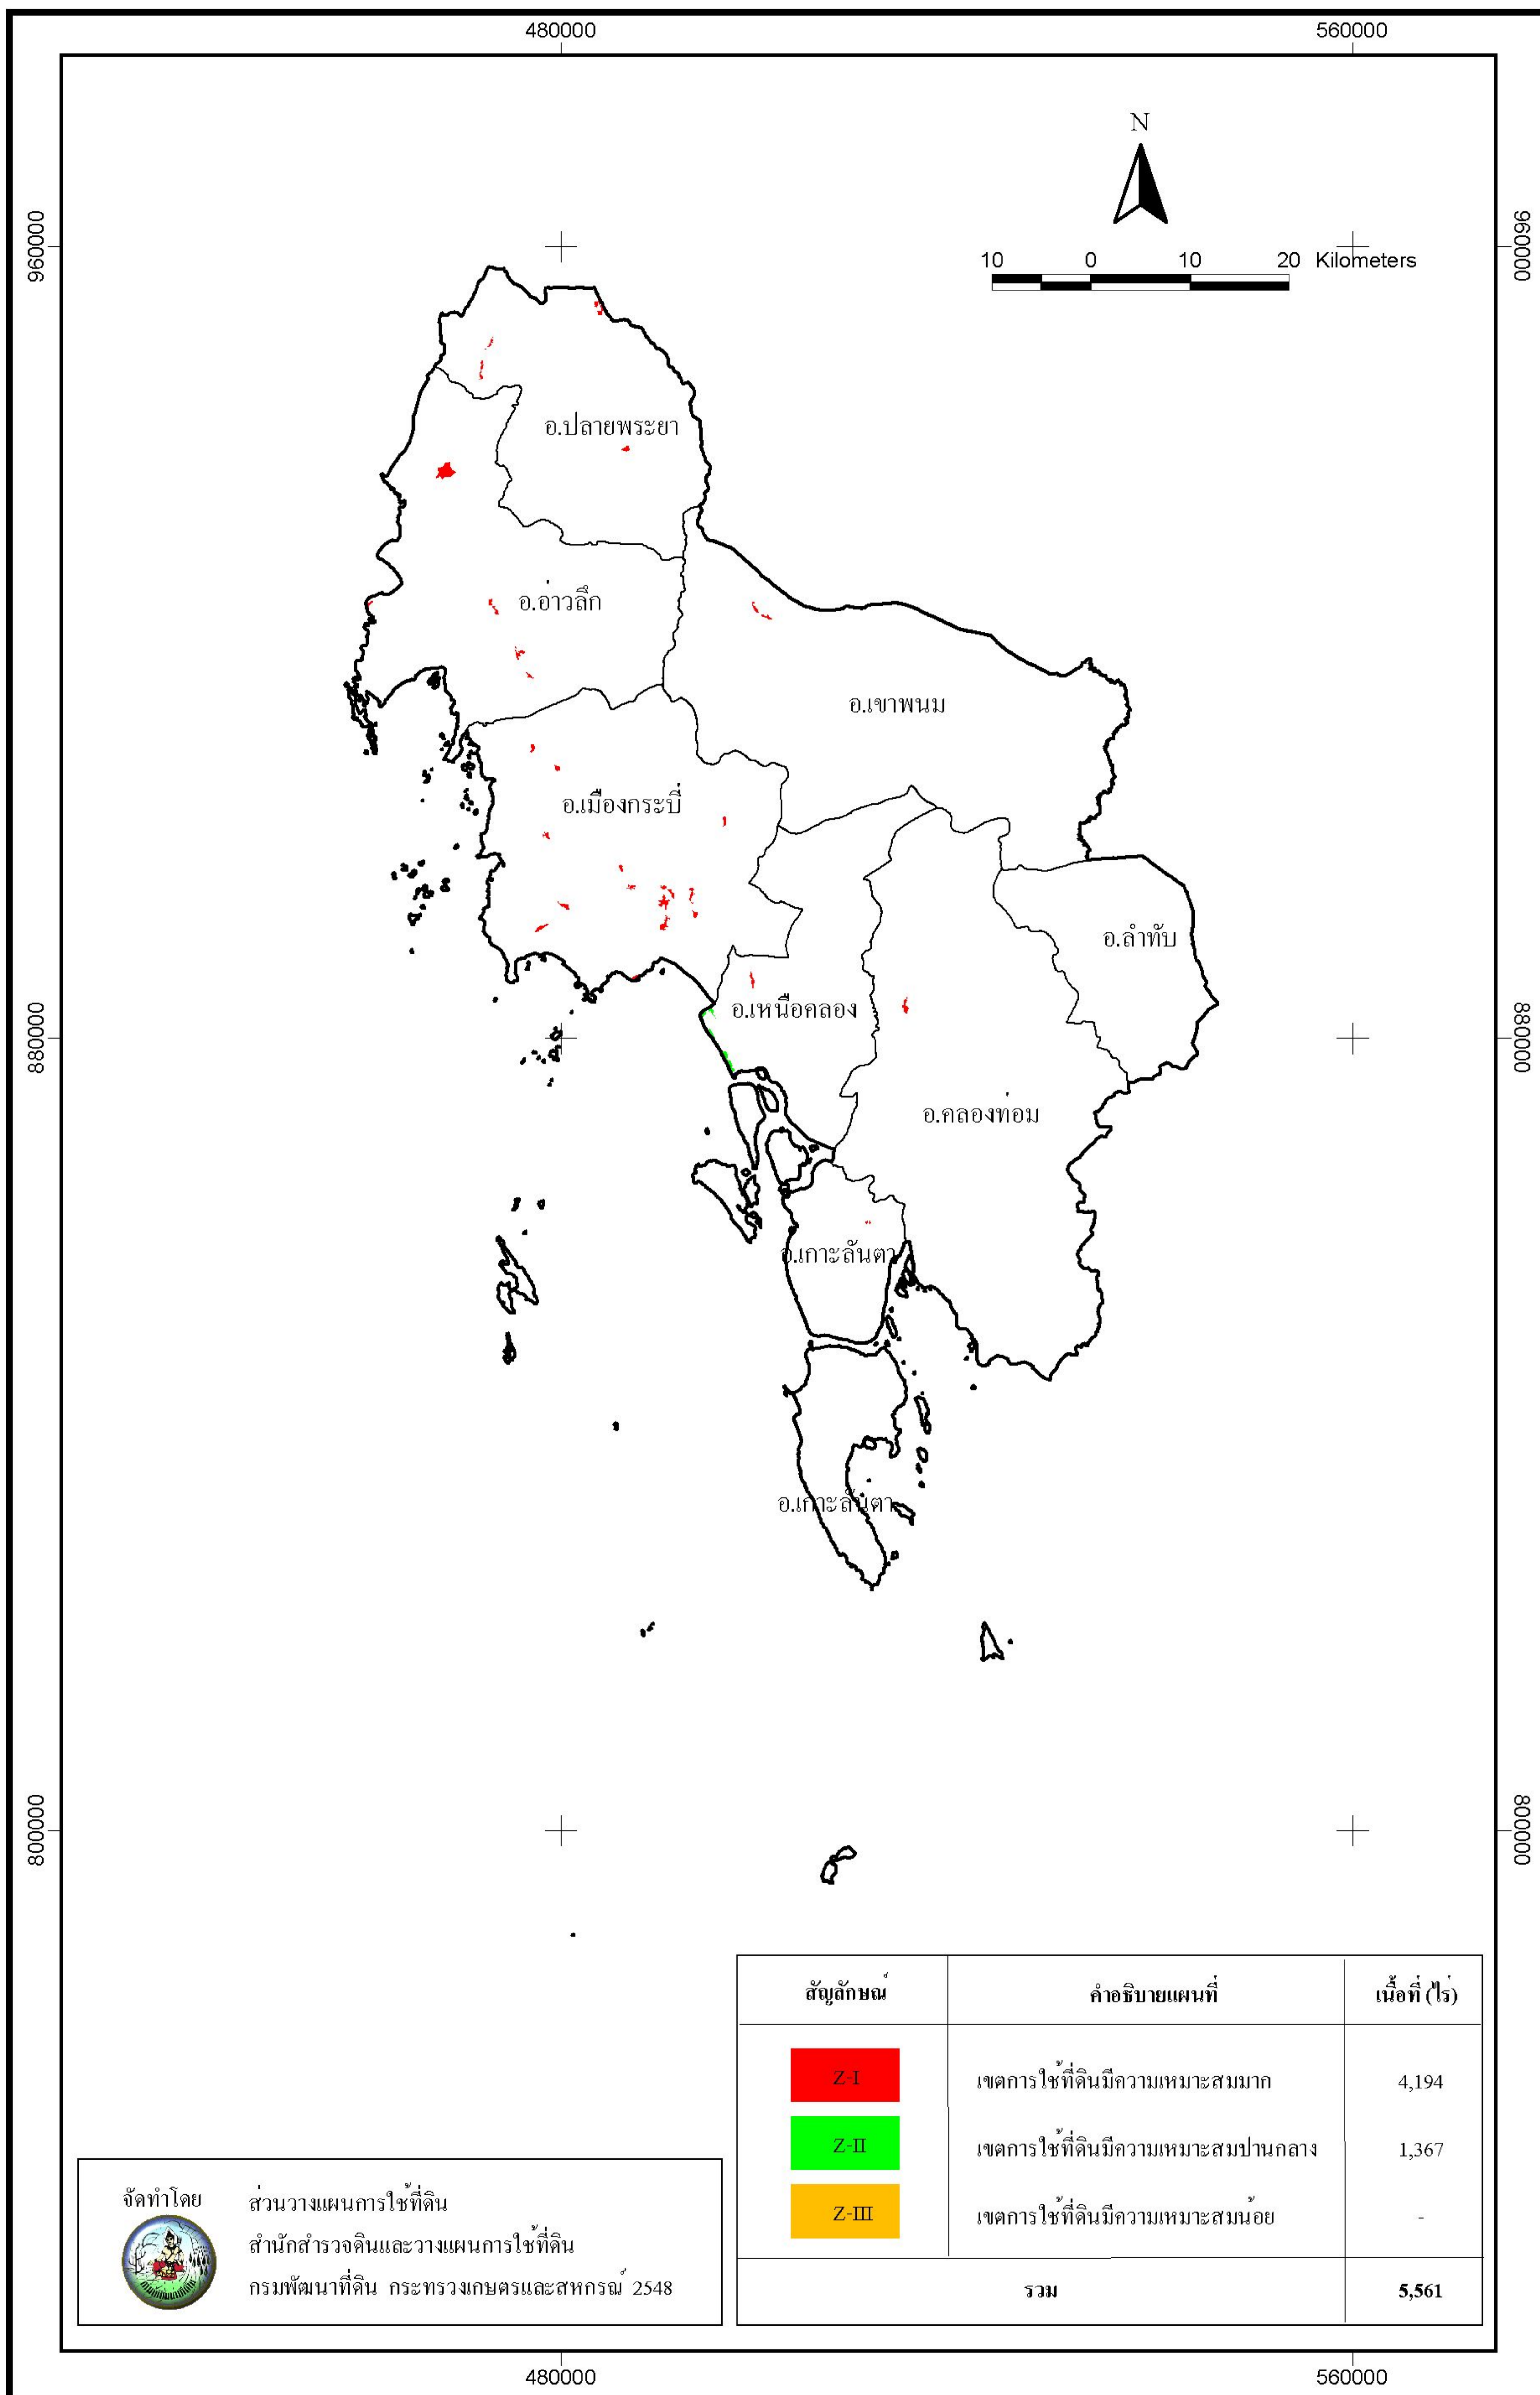 480000 560000
N
960000 960000
10 0 10 20 Kilometers
อ.ปลายพระยา
อ.อ่าวลึก
อ.เขาพนม
อ.เมืองกระบี่
อ.ลำทับ
อ.เหนือคลอง
880000 880000
อ.คลองท่อม
อ.เกาะลันตา
อ.เกาะลันตา
800000 800000
สัญลักษณ์ คำอธิบายแผนที่ เนื้อที่ (ไร่)
Z-I เขตการใช้ที่ดินมีความเหมาะสมมาก 4,194
Z-II เขตการใช้ที่ดินมีความเหมาะสมปานกลาง 1,367
Z-III เขตการใช้ที่ดินมีความเหมาะสมน้อย -
รวม 5,561
จัดทำโดย ส่วนวางแผนการใช้ที่ดิน
สำนักสำรวจดินและวางแผนการใช้ที่ดิน
กรมพัฒนาที่ดิน กระทรวงเกษตรและสหกรณ์ 2548
480000 560000